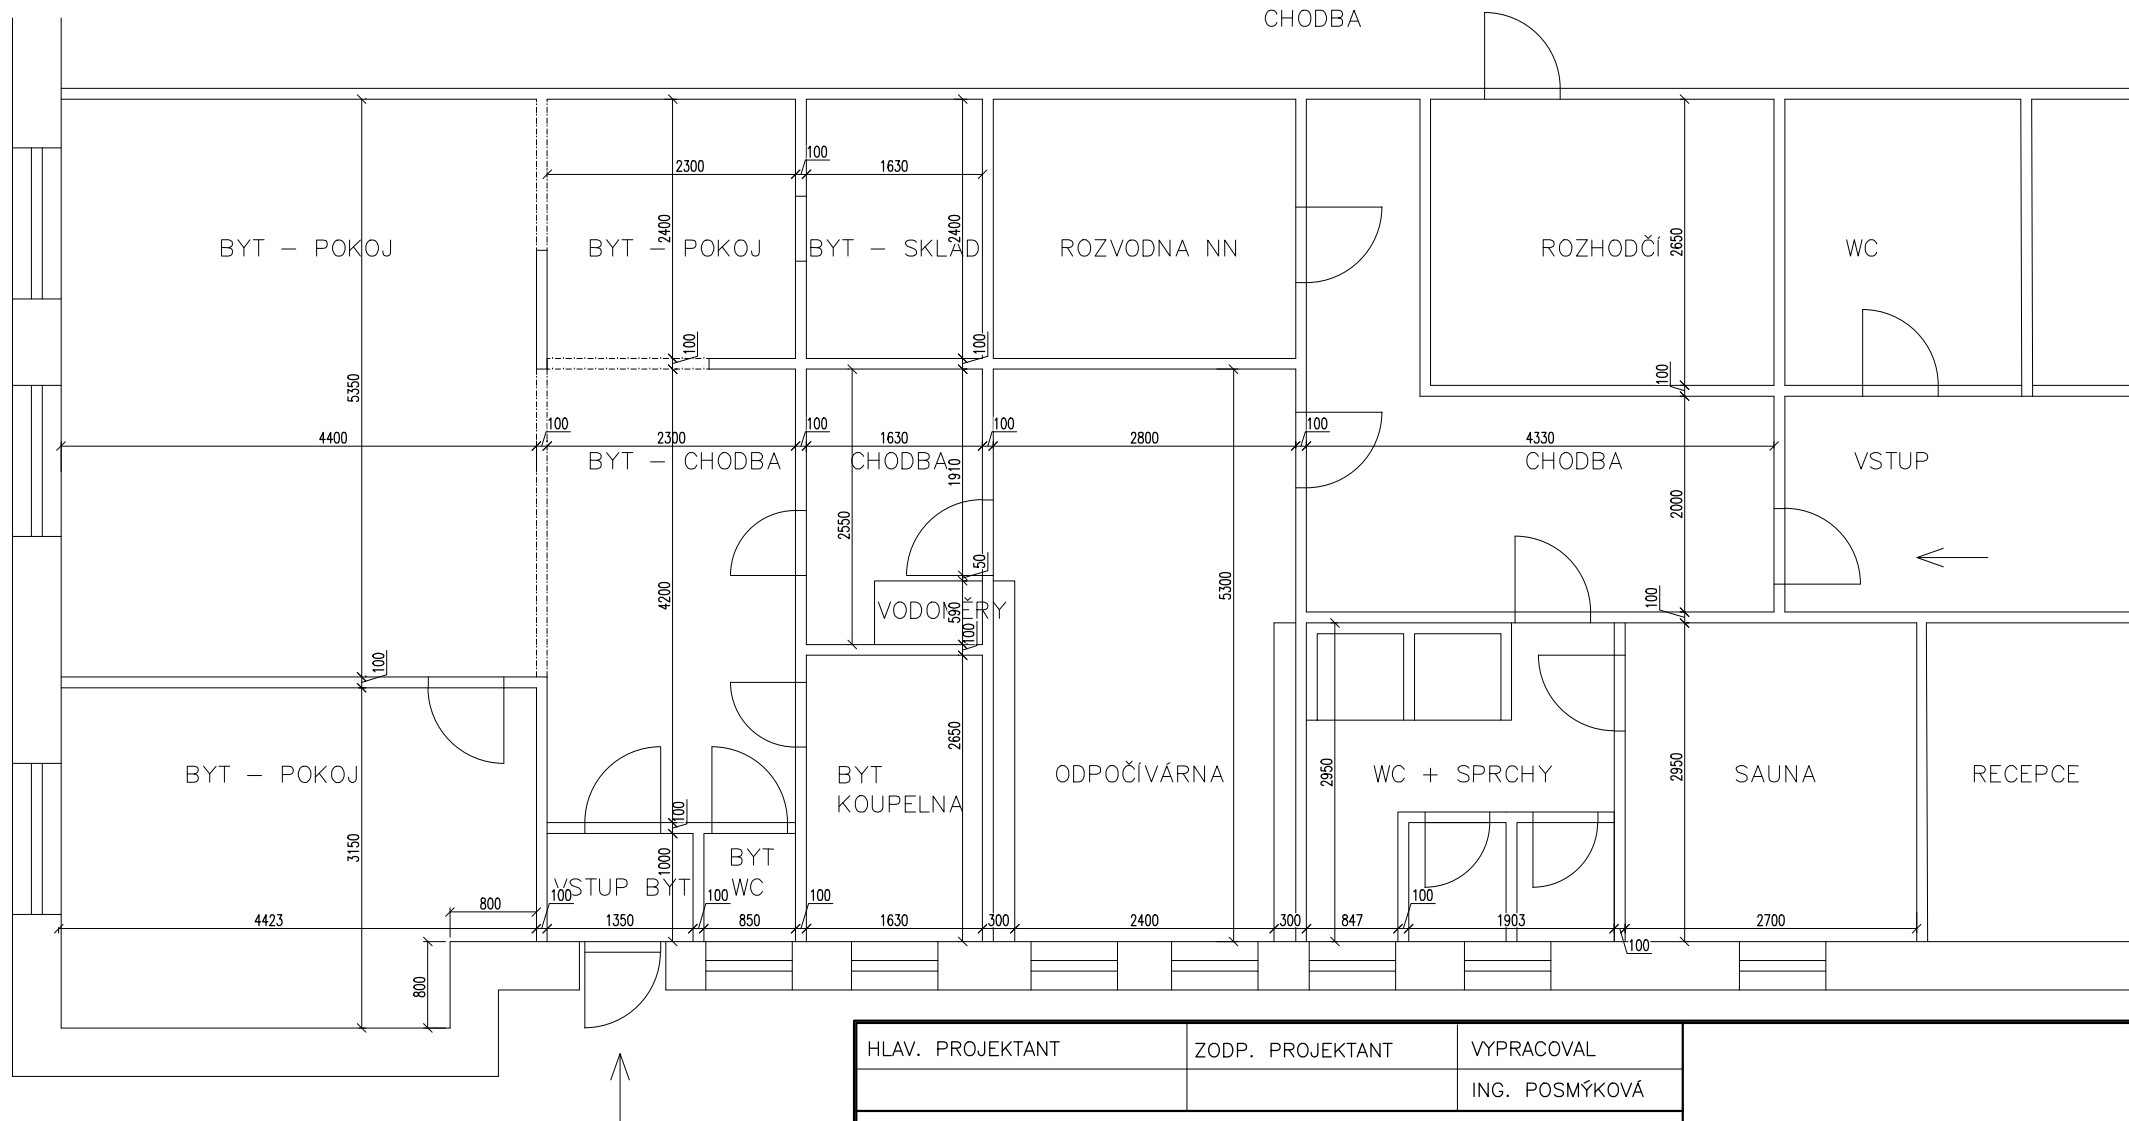 CHODBA
100
2300
1630
2400
2400
2650
BYT – POKOJ
BYT – POKOJ
BYT – SKLAD
ROZVODNA NN
ROZHODČÍ
WC
100
100
100
5350
100
100
100
100
4400
2300
1630
2800
4330
BYT – CHODBA
CHODBA
CHODBA
VSTUP
1910
2550
2000
50
4200
5300
100
VODOMĚRY
590
100
100
2650
2950
2950
BYT – POKOJ
BYT
KOUPELNA
ODPOČÍVÁRNA
WC + SPRCHY
SAUNA
RECEPCE
100
3150
1000
BYT
WC
VSTUP BYT
800
100
100
100
100
4423
1350
850
1630
300
2400
300
847
1903
2700
100
800
HLAV. PROJEKTANT
ZODP. PROJEKTANT
VYPRACOVAL
ING. POSMÝKOVÁ